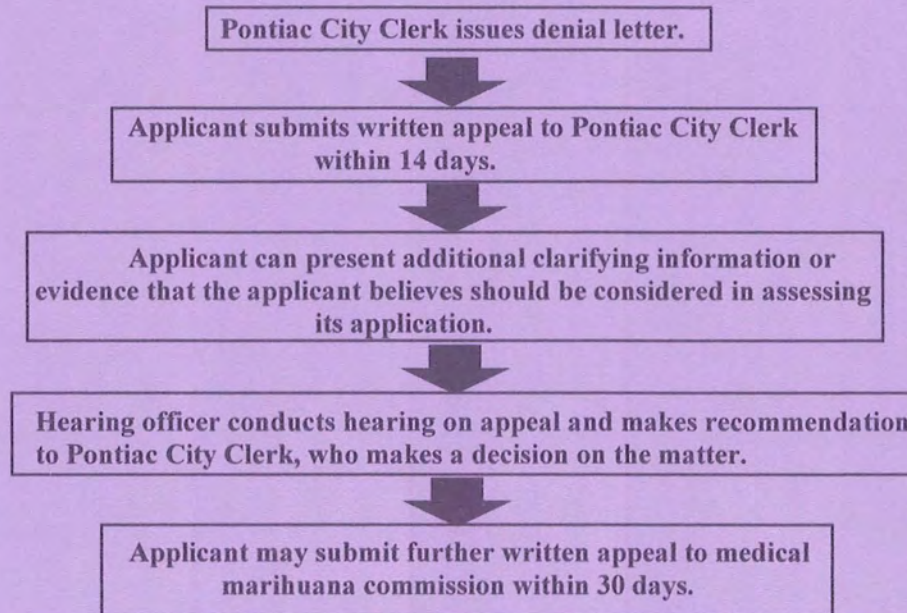 Pontiac City Clerk issues denial letter.
Applicant submits written appeal to Pontiac City Clerk
within 14 days.
Applicant can present additional clarifying information or
evidence that the applicant believes should be considered in assessing
its application.
Hearing officer conducts hearing on appeal and makes recommendation
to Pontiac City Clerk, who makes a decision on the matter.
Applicant may submit further written appeal to medical
marihuana commission within 30 days.